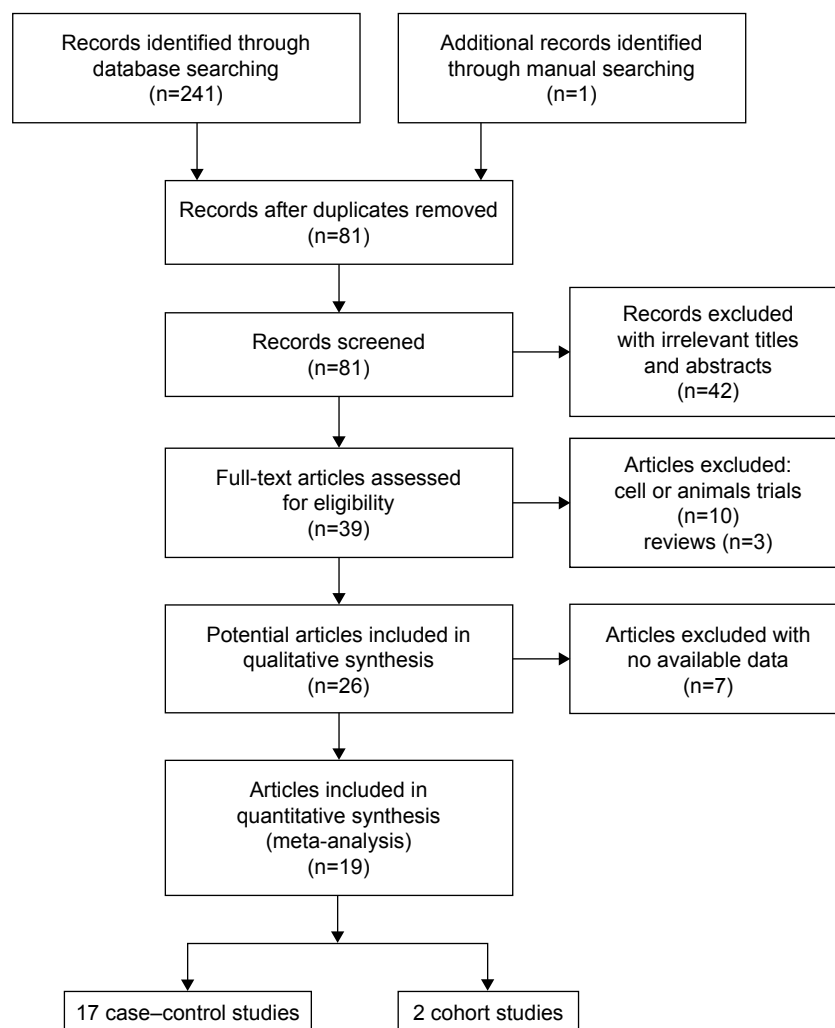 Records identified through
database searching
(n=241)
Additional records identified
through manual searching
(n=1)
Records after duplicates removed
(n=81)
Records screened
(n=81)
Records excluded
with irrelevant titles
and abstracts
(n=42)
Full-text articles assessed
for eligibility
(n=39)
Articles excluded:
cell or animals trials
(n=10)
reviews (n=3)
Potential articles included in
qualitative synthesis
(n=26)
Articles excluded with
no available data
(n=7)
Articles included in
quantitative synthesis
(meta-analysis)
(n=19)
17 case–control studies
2 cohort studies